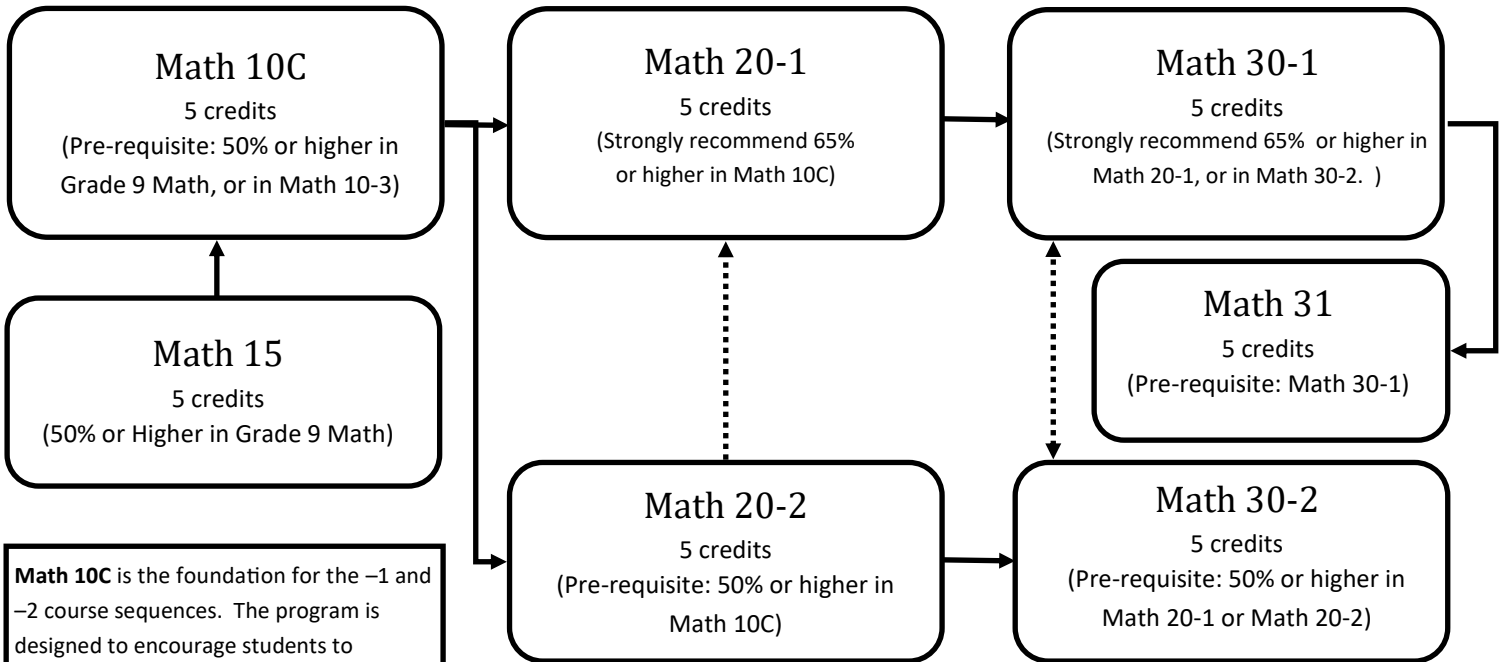 Math 10C
5 credits
(Pre-requisite: 50% or higher in
Grade 9 Math, or in Math 10-3)
Math 20-1
5 credits
(Strongly recommend 65%
or higher in Math 10C)
Math 30-1
5 credits
(Strongly recommend 65%  or higher in
Math 20-1, or in Math 30-2.  )
Math 15
5 credits
(50% or Higher in Grade 9 Math)
Math 31
5 credits
(Pre-requisite: Math 30-1)
Math 20-2
5 credits
(Pre-requisite: 50% or higher in
Math 10C)
Math 30-2
5 credits
(Pre-requisite: 50% or higher in
Math 20-1 or Math 20-2)
Math 10C is the foundation for the –1 and
–2 course sequences.  The program is
designed to encourage students to